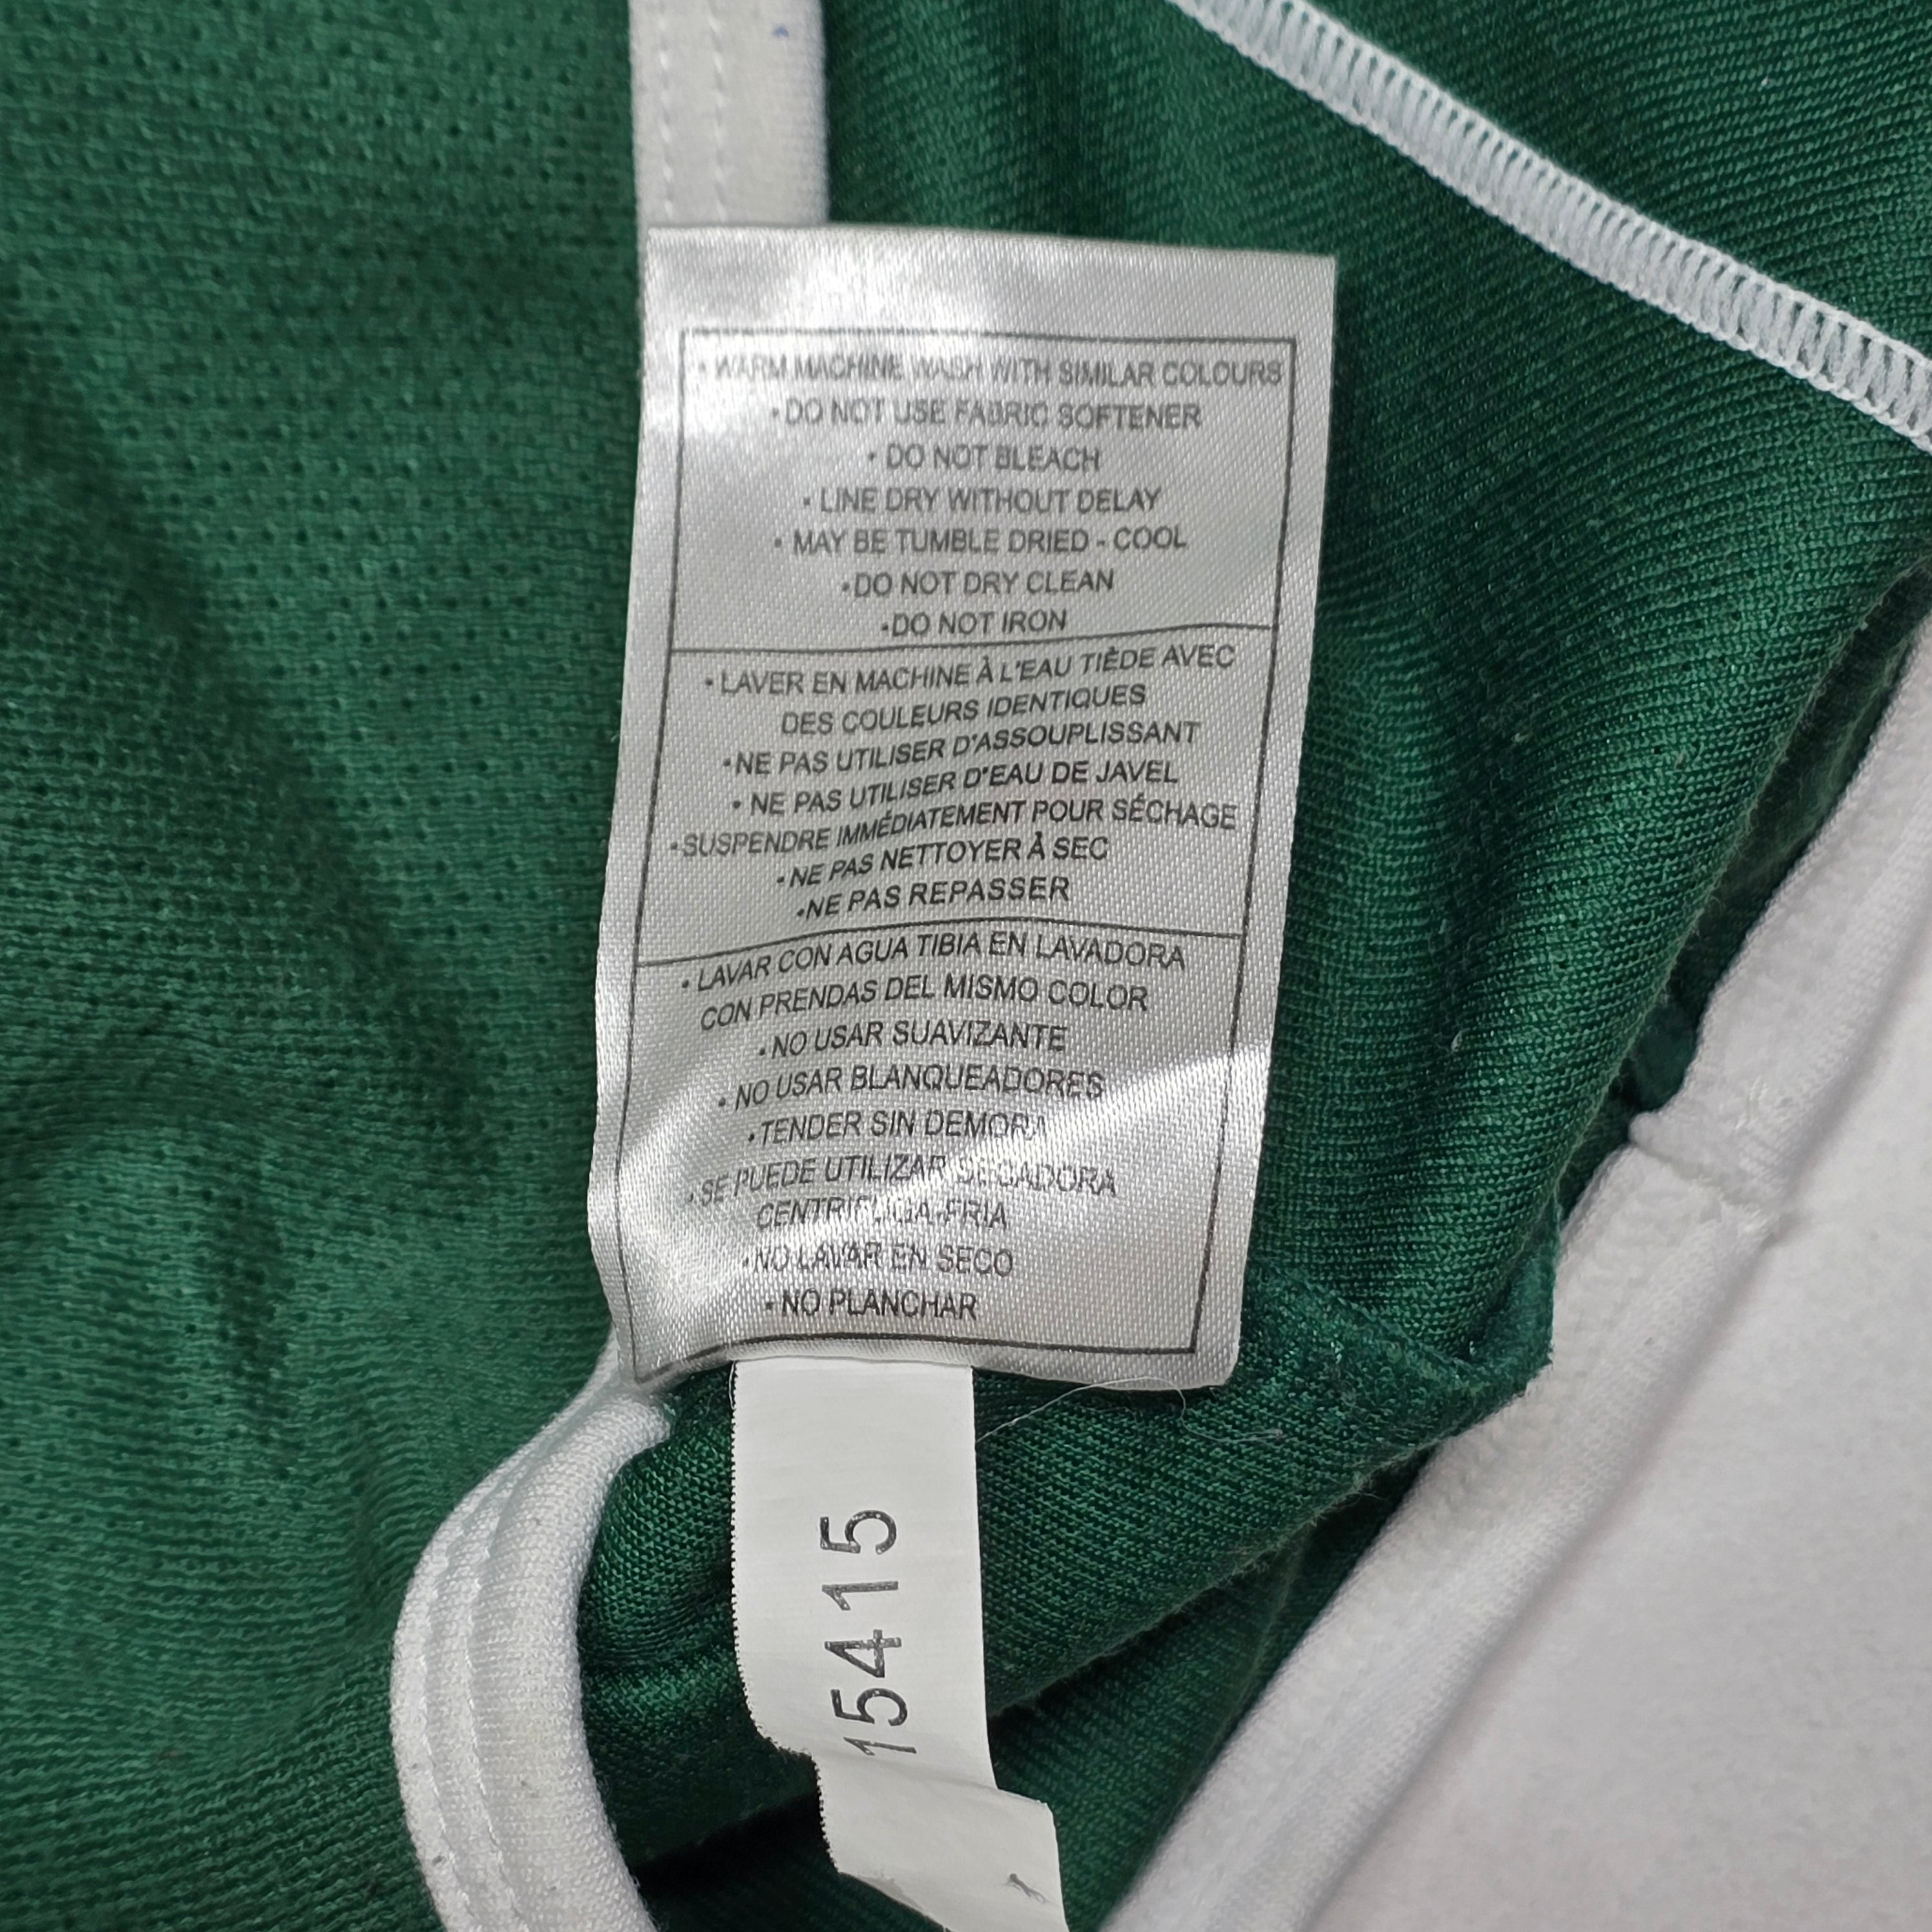 • WARM MACHINE WASH WITH SIMILAR COLOURS
• DO NOT USE FABRIC SOFTENER
• DO NOT BLEACH
• LINE DRY WITHOUT DELAY
• MAY BE TUMBLE DRIED - COOL
• DO NOT DRY CLEAN
• DO NOT IRON
• LAVER EN MACHINE À L'EAU TIÈDE AVEC
DES COULEURS IDENTIQUES
• NE PAS UTILISER D'ASSOUPLISSANT
• NE PAS UTILISER D'EAU DE JAVEL
• SUSPENDRE IMMÉDIATEMENT POUR SÉCHAGE
• NE PAS NETTOYER À SEC
• NE PAS REPASSER
• LAVAR CON AGUA TIBIA EN LAVADORA
CON PRENDAS DEL MISMO COLOR
• NO USAR SUAVIZANTE
• NO USAR BLANQUEADORES
• TENDER SIN DEMORA
• SE PUEDE UTILIZAR SECADORA
CENTRIFUGA-FRIA
• NO LAVAR EN SECO
• NO PLANCHAR
15415